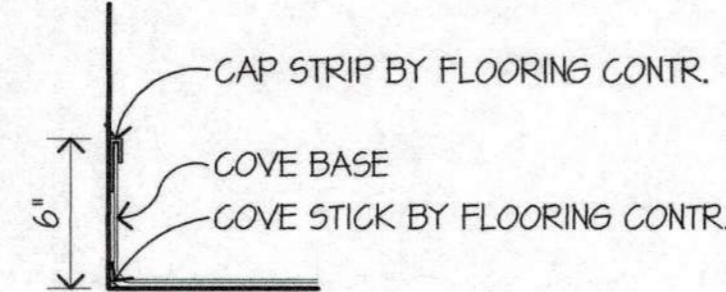 CAP STRIP BY FLOORING CONTR.
6"
COVE BASE
COVE STICK BY FLOORING CONTR.